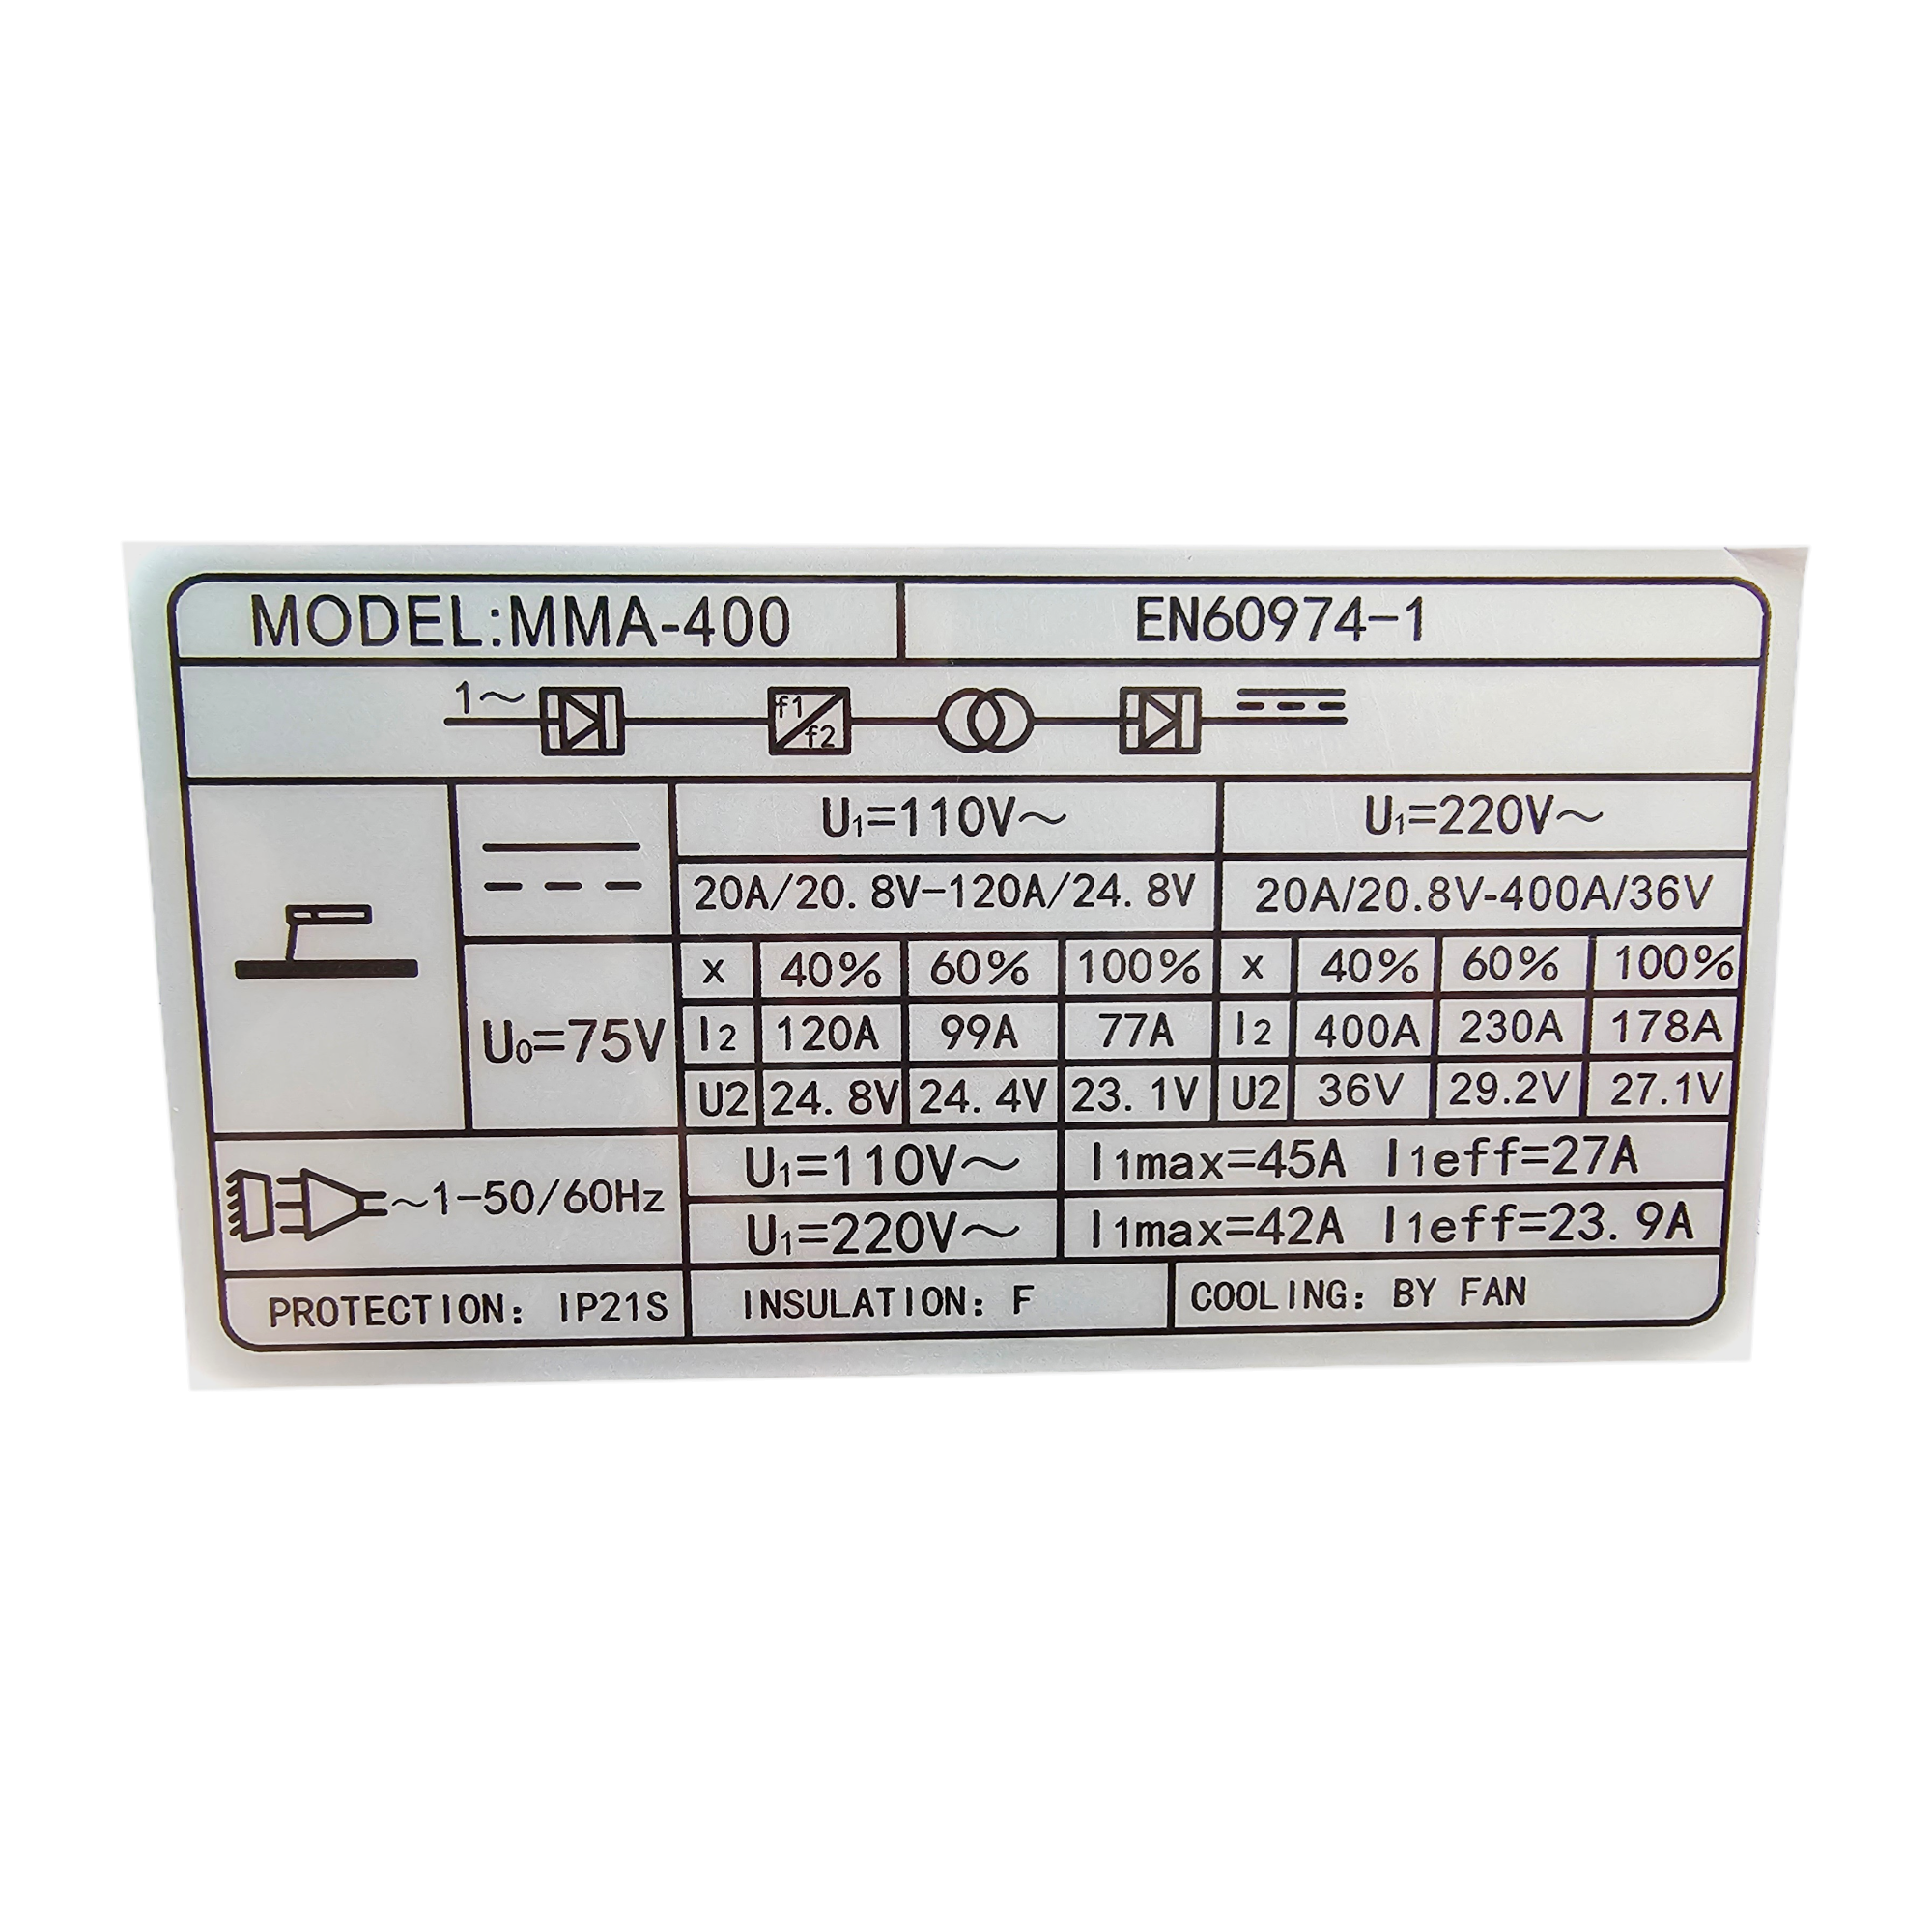 MODEL:MMA-400 EN60974-1
1~ f1 f2
U1=110V~ U1=220V~
20A/20.8V-120A/24.8V 20A/20.8V-400A/36V
X 40% 60% 100% X 40% 60% 100%
U0=75V I2 120A 99A 77A I2 400A 230A 178A
U2 24.8V 24.4V 23.1V U2 36V 29.2V 27.1V
~1-50/60Hz U1=110V~ I1max=45A I1eff=27A
U1=220V~ I1max=42A I1eff=23.9A
PROTECTION: IP21S INSULATION: F COOLING: BY FAN